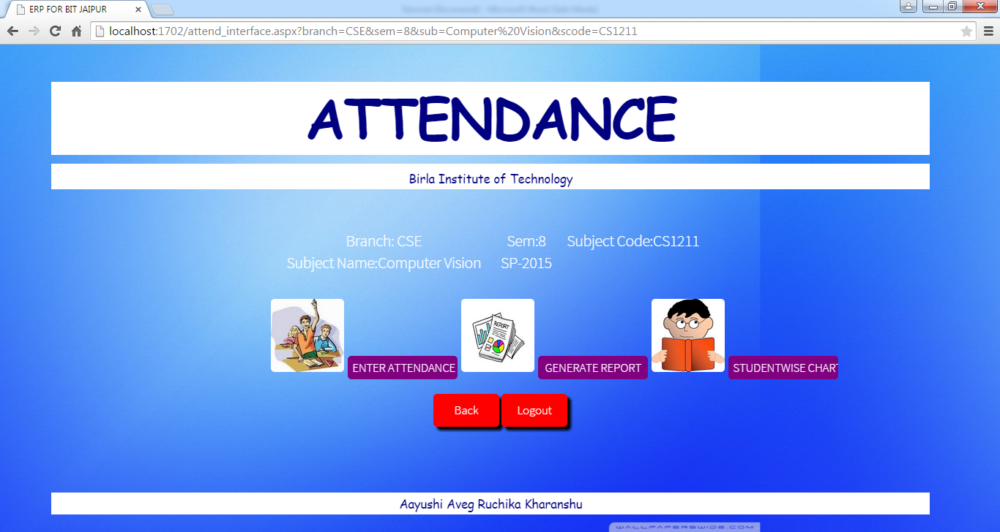 ERP FOR BIT JAIPUR
localhost:1702/attend_interface.aspx?branch=CSE&sem=8&sub=Computer%20Vision&scode=CS1211
ATTENDANCE
Birla Institute of Technology
Branch: CSE Sem:8 Subject Code:CS1211
Subject Name:Computer Vision SP-2015
REPORT
ENTER ATTENDANCE GENERATE REPORT STUDENTWISE CHAR
Back Logout
Aayushi Aveg Ruchika Kharanshu
WALLPAPERSWIDE.COM